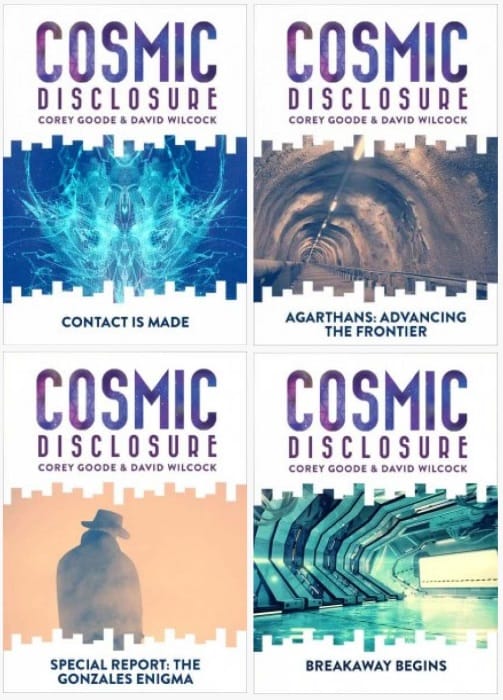 COSMIC
DISCLOSURE
COREY GOODE & DAVID WILCOCK
CONTACT IS MADE
COSMIC
DISCLOSURE
COREY GOODE & DAVID WILCOCK
AGARTHANS: ADVANCING
THE FRONTIER
COSMIC
DISCLOSURE
COREY GOODE & DAVID WILCOCK
SPECIAL REPORT: THE
GONZALES ENIGMA
COSMIC
DISCLOSURE
COREY GOODE & DAVID WILCOCK
BREAKAWAY BEGINS